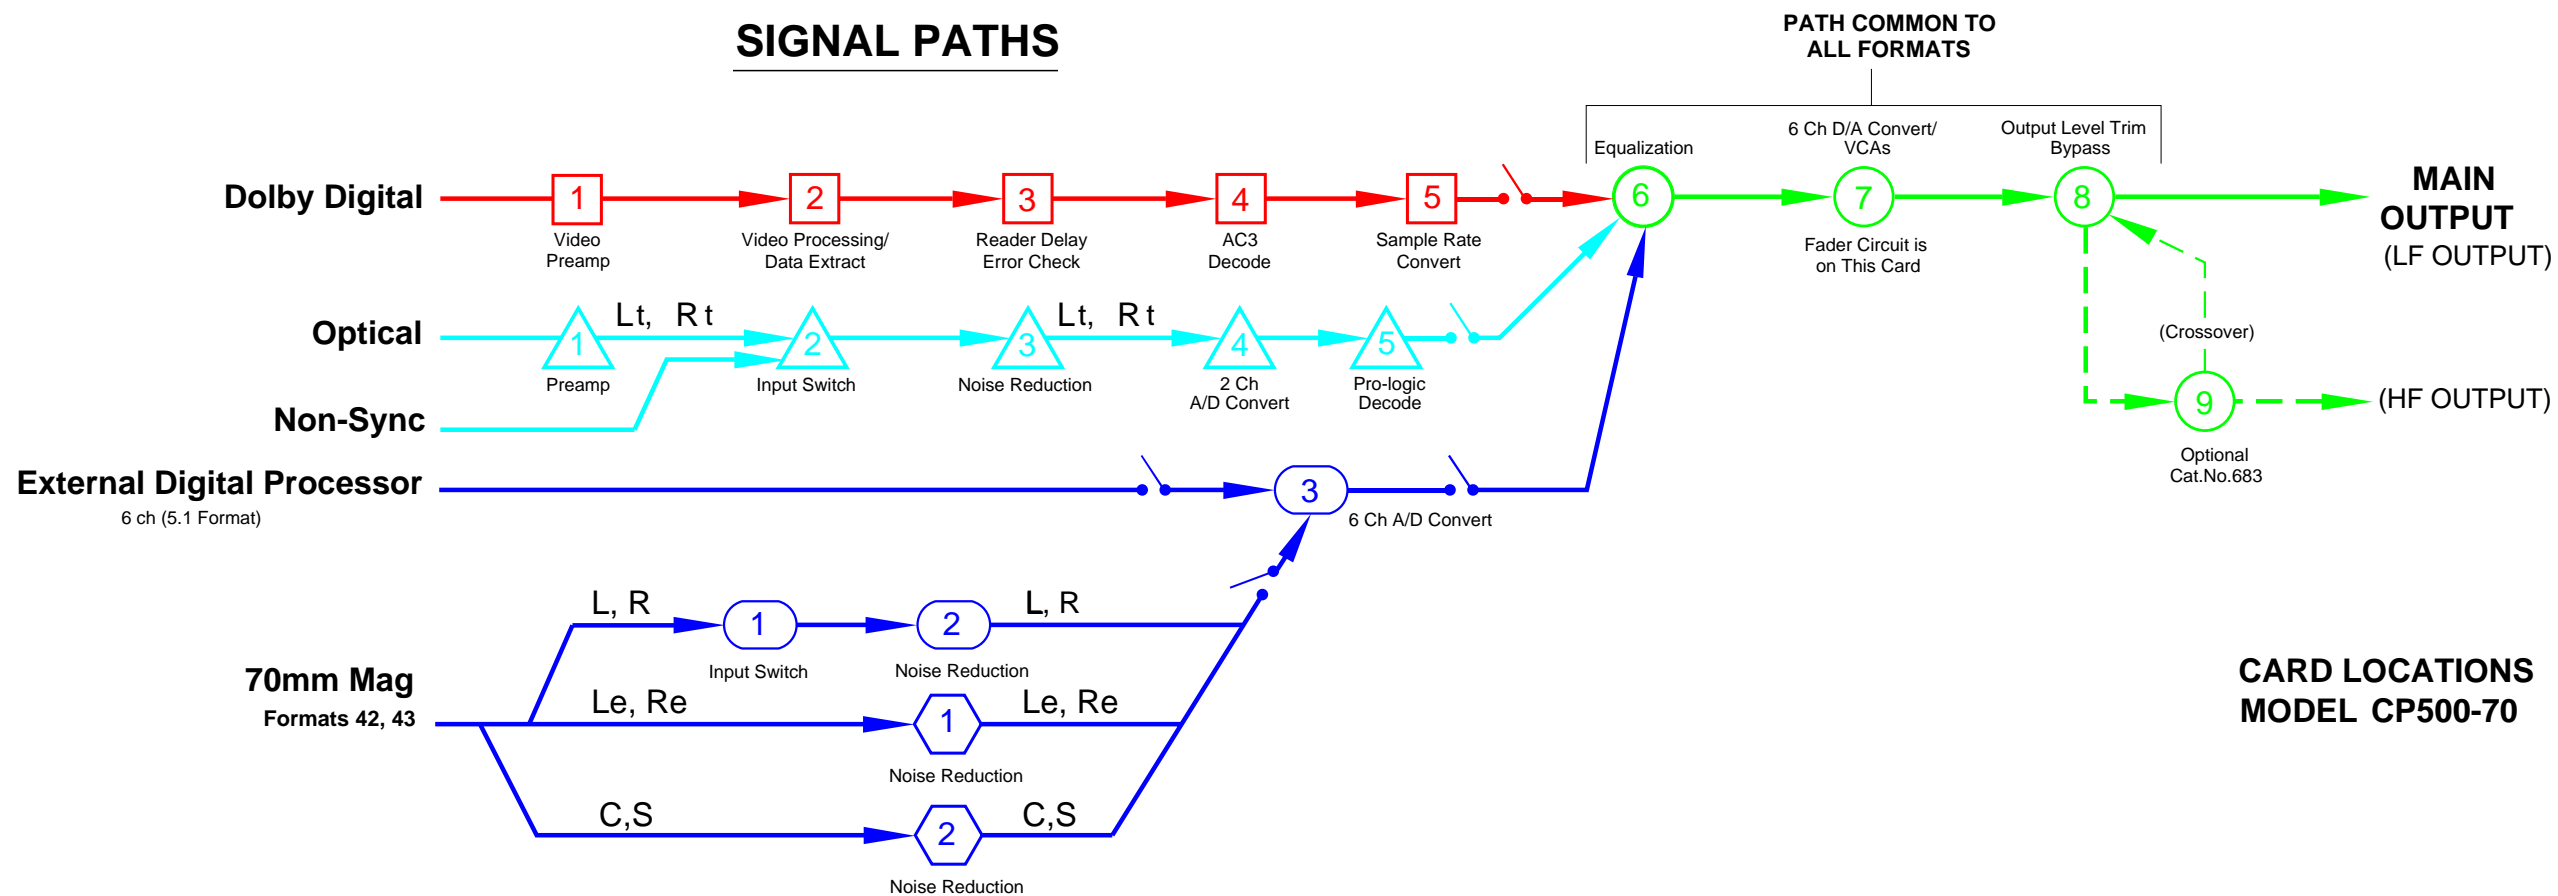 SIGNAL PATHS
PATH COMMON TO
ALL FORMATS
Equalization
6 Ch D/A Convert/
VCAs
Output Level Trim
Bypass
Dolby Digital
1
2
3
4
5
6
7
8
MAIN
OUTPUT
(LF OUTPUT)
Video
Preamp
Video Processing/
Data Extract
Reader Delay
Error Check
AC3
Decode
Sample Rate
Convert
Fader Circuit is
on This Card
Optical
1
Lt, Rt
2
3
Lt, Rt
4
5
(Crossover)
Preamp
Input Switch
Noise Reduction
2 Ch
A/D Convert
Pro-logic
Decode
9
(HF OUTPUT)
Non-Sync
Optional
Cat.No.683
External Digital Processor
6 ch (5.1 Format)
3
6 Ch A/D Convert
L, R
1
2
L, R
Input Switch
Noise Reduction
70mm Mag
Formats 42, 43
Le, Re
1
Le, Re
Noise Reduction
C,S
2
C,S
Noise Reduction
CARD LOCATIONS
MODEL CP500-70